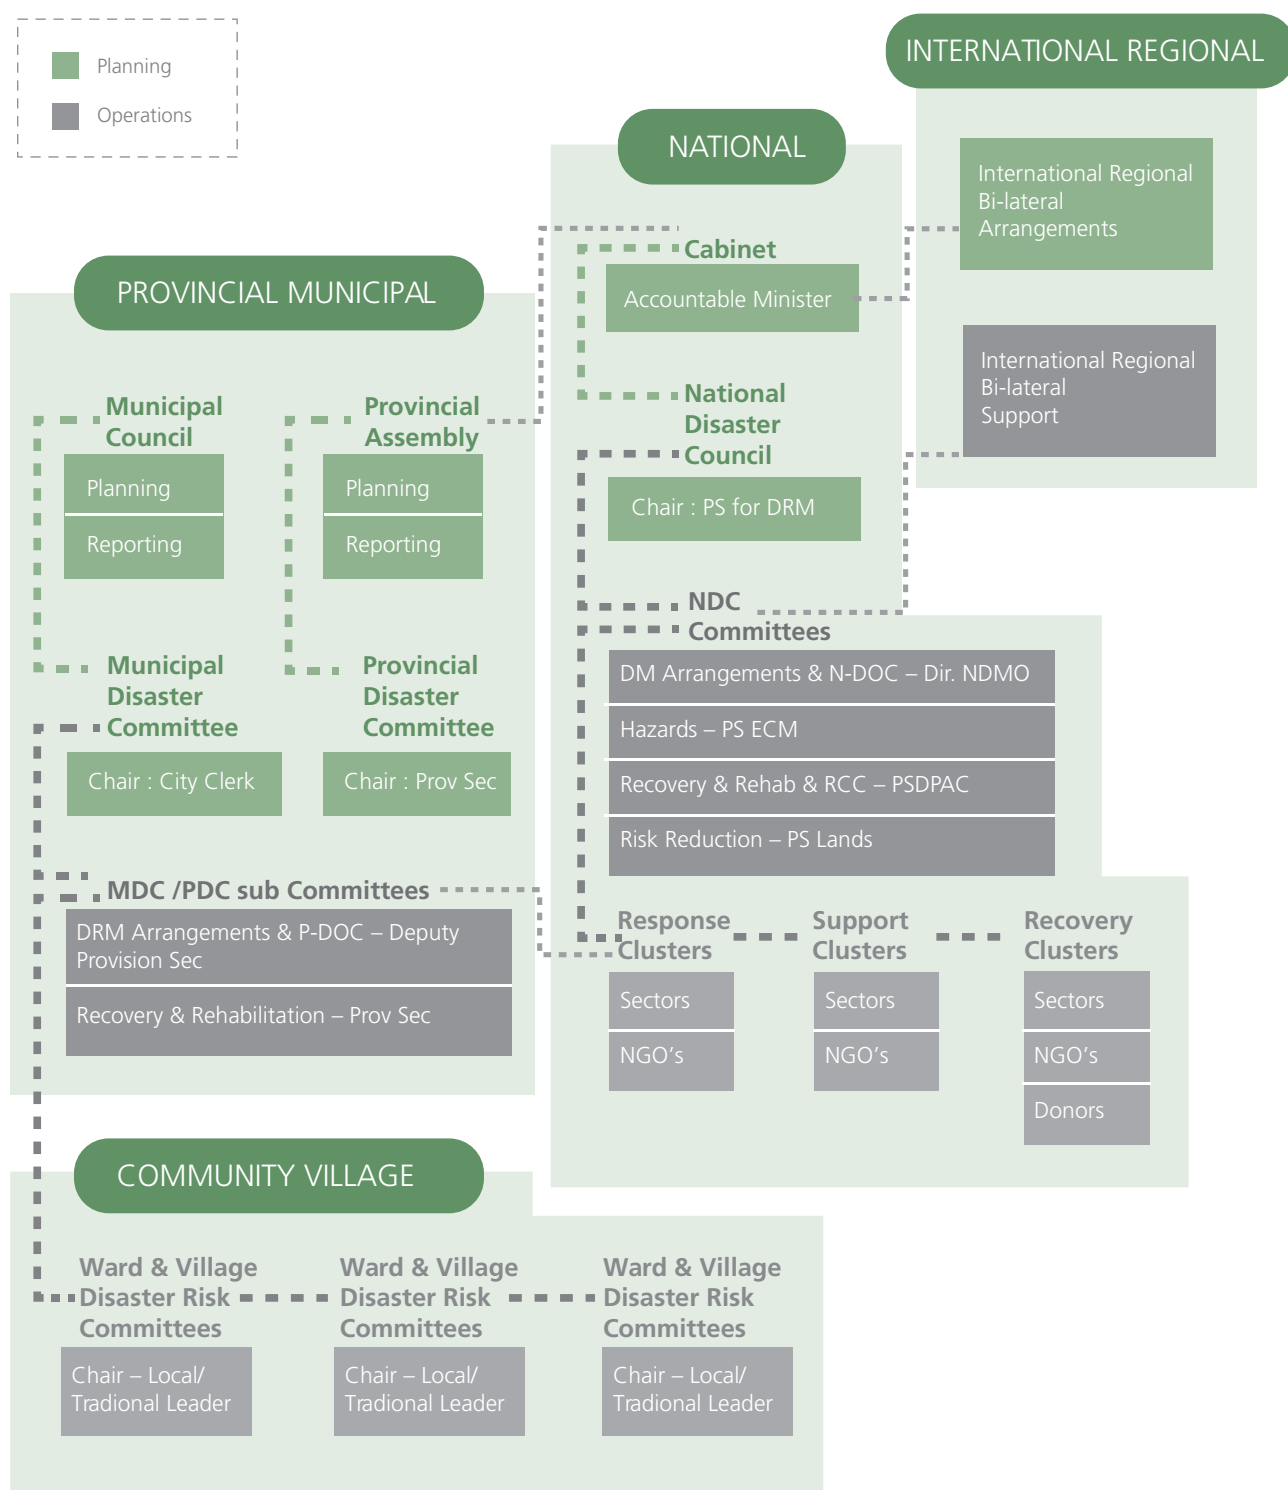 Planning
Operations
INTERNATIONAL REGIONAL
International Regional
Bi-lateral
Arrangements
International Regional
Bi-lateral
Support
NATIONAL
Cabinet
Accountable Minister
National
Disaster
Council
Chair : PS for DRM
NDC
Committees
DM Arrangements & N-DOC – Dir. NDMO
Hazards – PS ECM
Recovery & Rehab & RCC – PSDPAC
Risk Reduction – PS Lands
Response
Clusters
Sectors
NGO’s
Support
Clusters
Sectors
NGO’s
Recovery
Clusters
Sectors
NGO’s
Donors
PROVINCIAL MUNICIPAL
Municipal
Council
Planning
Reporting
Provincial
Assembly
Planning
Reporting
Municipal
Disaster
Committee
Chair : City Clerk
Provincial
Disaster
Committee
Chair : Prov Sec
MDC /PDC sub Committees
DRM Arrangements & P-DOC – Deputy
Provision Sec
Recovery & Rehabilitation – Prov Sec
COMMUNITY VILLAGE
Ward & Village
Disaster Risk
Committees
Chair – Local/
Tradional Leader
Ward & Village
Disaster Risk
Committees
Chair – Local/
Tradional Leader
Ward & Village
Disaster Risk
Committees
Chair – Local/
Tradional Leader